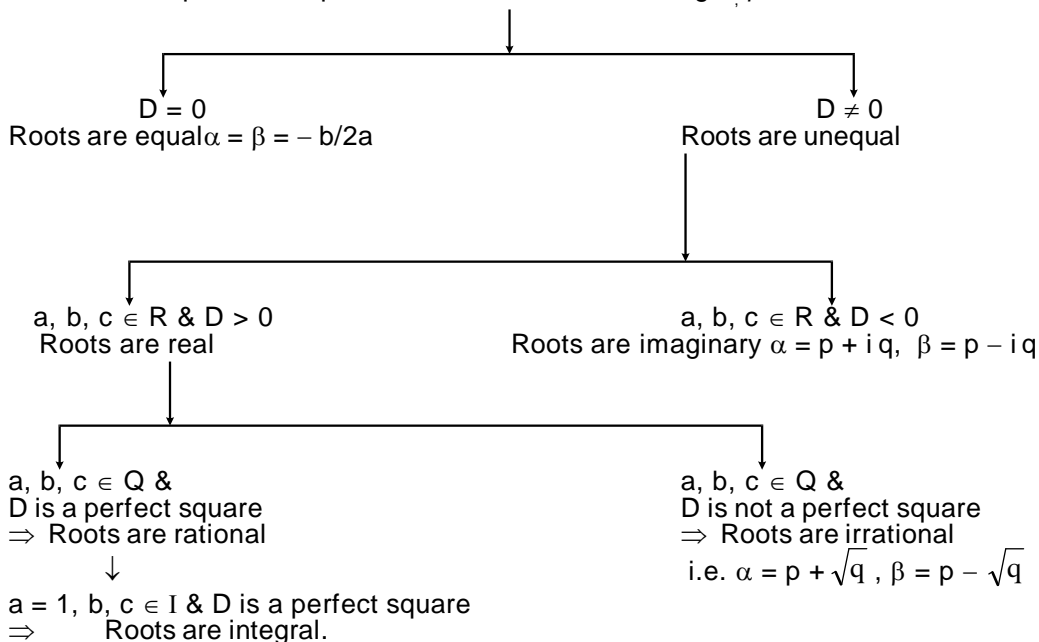 D = 0
Roots are equal α = β = – b/2a
D ≠ 0
Roots are unequal
a, b, c ∈ R & D > 0
Roots are real
a, b, c ∈ R & D < 0
Roots are imaginary α = p + i q, β = p – i q
a, b, c ∈ Q &
D is a perfect square
⇒ Roots are rational
↓
a = 1, b, c ∈ I & D is a perfect square
⇒ Roots are integral.
a, b, c ∈ Q &
D is not a perfect square
⇒ Roots are irrational
i.e. α = p + √q , β = p – √q